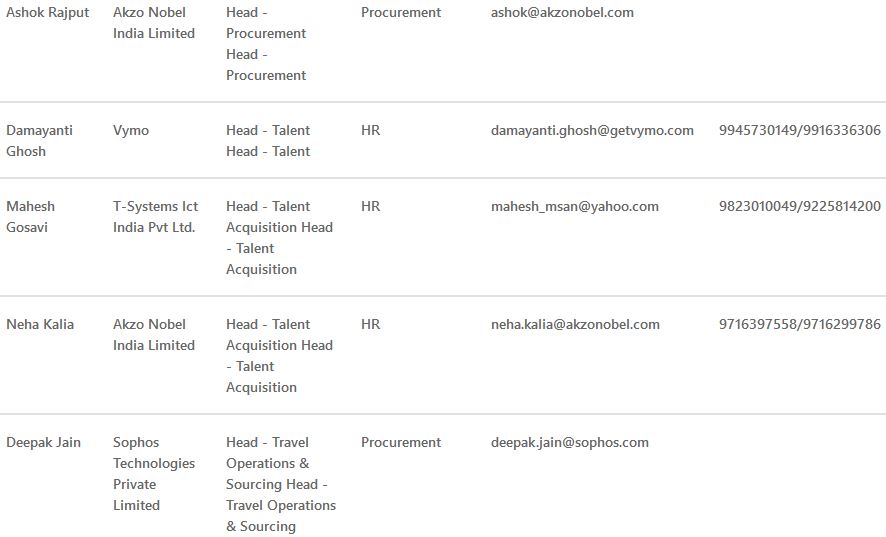 Ashok Rajput Akzo Nobel Head - Procurement ashok@akzonobel.com
India Limited Procurement
Head -
Procurement
Damayanti Vymo Head - Talent HR damayanti.ghosh@getvymo.com 9945730149/9916336306
Ghosh Head - Talent
Mahesh T-Systems Ict Head - Talent HR mahesh_msan@yahoo.com 9823010049/9225814200
Gosavi India Pvt Ltd. Acquisition Head
- Talent
Acquisition
Neha Kalia Akzo Nobel Head - Talent HR neha.kalia@akzonobel.com 9716397558/9716299786
India Limited Acquisition Head
- Talent
Acquisition
Deepak Jain Sophos Head - Travel Procurement deepak.jain@sophos.com
Technologies Operations &
Private Sourcing Head -
Limited Travel Operations
& Sourcing